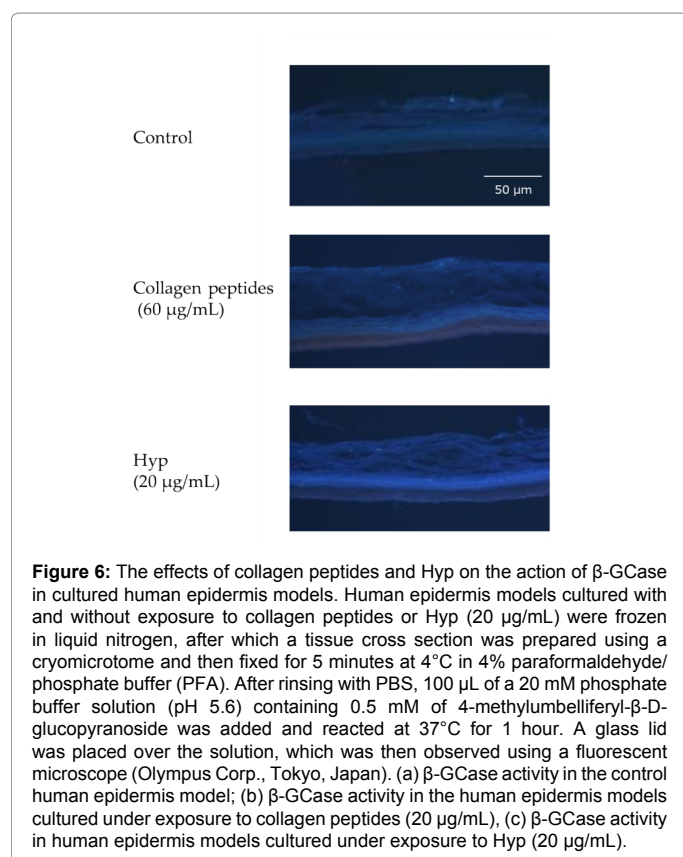 Control
50 µm
Collagen peptides
(60 µg/mL)
Hyp
(20 µg/mL)
Figure 6: The effects of collagen peptides and Hyp on the action of β-GCase
in cultured human epidermis models. Human epidermis models cultured with
and without exposure to collagen peptides or Hyp (20 µg/mL) were frozen
in liquid nitrogen, after which a tissue cross section was prepared using a
cryomicrotome and then fixed for 5 minutes at 4°C in 4% paraformaldehyde/
phosphate buffer (PFA). After rinsing with PBS, 100 µL of a 20 mM phosphate
buffer solution (pH 5.6) containing 0.5 mM of 4-methylumbelliferyl-β-D-
glucopyranoside was added and reacted at 37°C for 1 hour. A glass lid
was placed over the solution, which was then observed using a fluorescent
microscope (Olympus Corp., Tokyo, Japan). (a) β-GCase activity in the control
human epidermis model; (b) β-GCase activity in the human epidermis models
cultured under exposure to collagen peptides (20 µg/mL), (c) β-GCase activity
in human epidermis models cultured under exposure to Hyp (20 µg/mL).